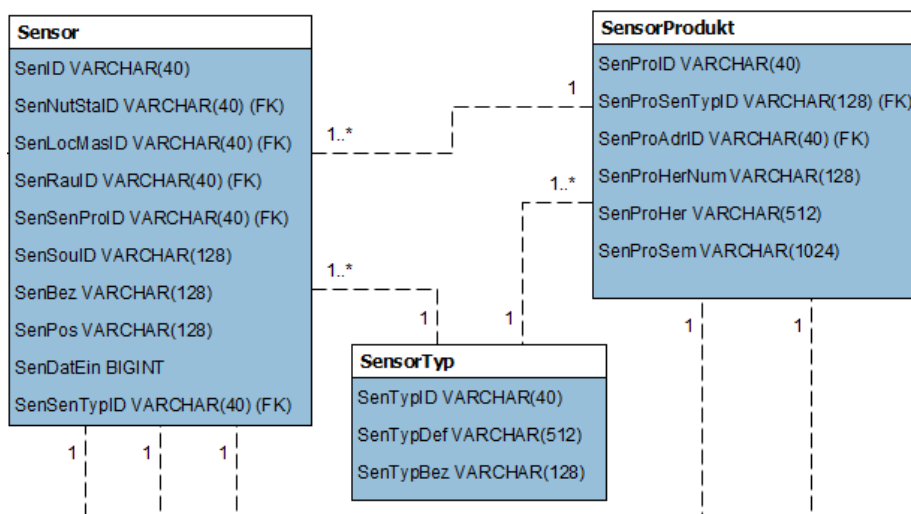 Sensor
SenID VARCHAR(40)
SenNutStaID VARCHAR(40) (FK)
SenLocMasID VARCHAR(40) (FK)
SenRauID VARCHAR(40) (FK)
SenSenProID VARCHAR(40) (FK)
SenSouID VARCHAR(128)
SenBez VARCHAR(128)
SenPos VARCHAR(128)
SenDatEin BIGINT
SenSenTypID VARCHAR(40) (FK)
1
1
1
1..*
1
1..*
1
1..*
1
SensorTyp
SenTypID VARCHAR(40)
SenTypDef VARCHAR(512)
SenTypBez VARCHAR(128)
SensorProdukt
SenProID VARCHAR(40)
SenProSenTypID VARCHAR(128) (FK)
SenProAdrID VARCHAR(40) (FK)
SenProHerNum VARCHAR(128)
SenProHer VARCHAR(512)
SenProSem VARCHAR(1024)
1
1